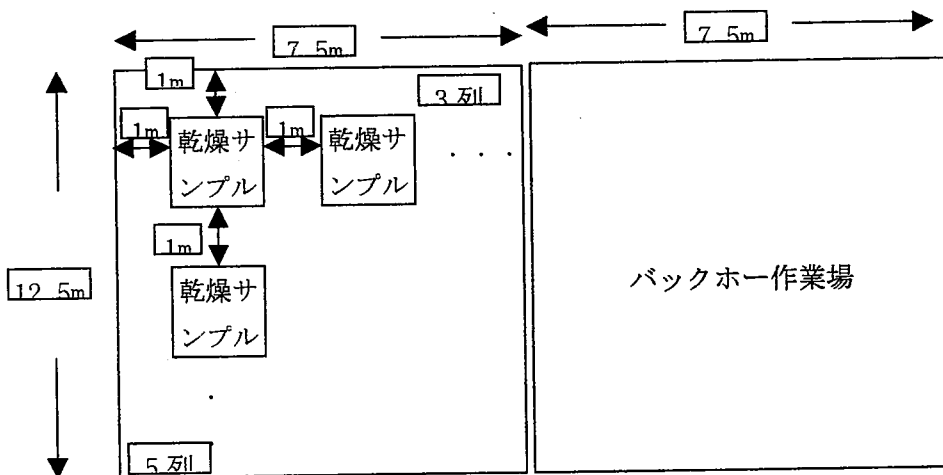 7.5m
7.5m
1m
3列
1m
1m
乾燥サ
ンプル
乾燥サ
ンプル
. . .
1m
12.5m
乾燥サ
ンプル
バックホー作業場
.
5列